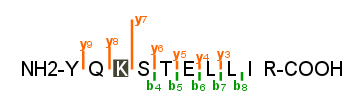 y7
y9 y8 y6 y5 y4 y3
NH2-Y Q K S T E L L I R-COOH
b4 b5 b6 b7 b8